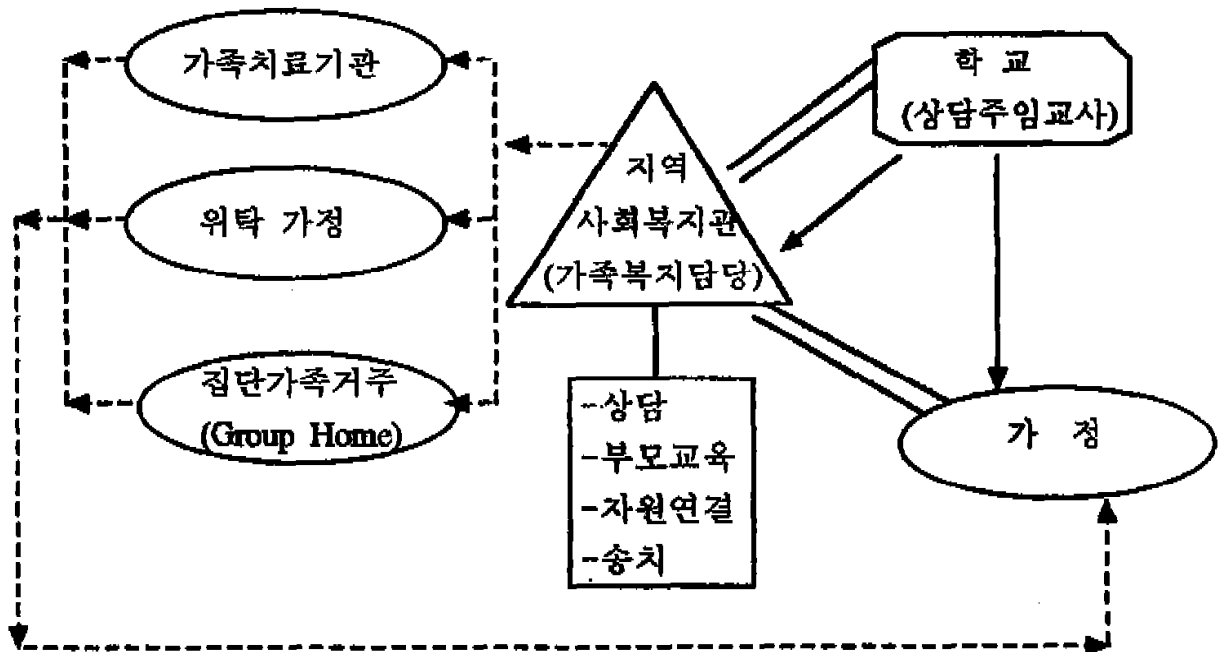 가족치료기관
학 교
(상담주임교사)
지역
사회복지관
(가족복지담당)
위탁 가정
집단가족거주
(Group Home)
-상담
-부모교육
-자원연결
-송치
가 정